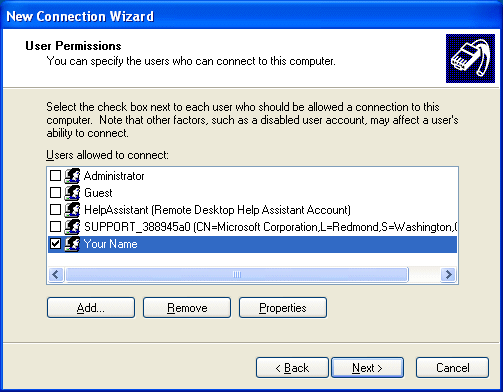 New Connection Wizard
User Permissions
You can specify the users who can connect to this computer.
Select the check box next to each user who should be allowed a connection to this
computer. Note that other factors, such as a disabled user account, may affect a user's
ability to connect.
Users allowed to connect:
Administrator
Guest
HelpAssistant (Remote Desktop Help Assistant Account)
SUPPORT_388945a0 (CN=Microsoft Corporation,L=Redmond,S=Washington,
Your Name
Add...
Remove
Properties
< Back
Next >
Cancel